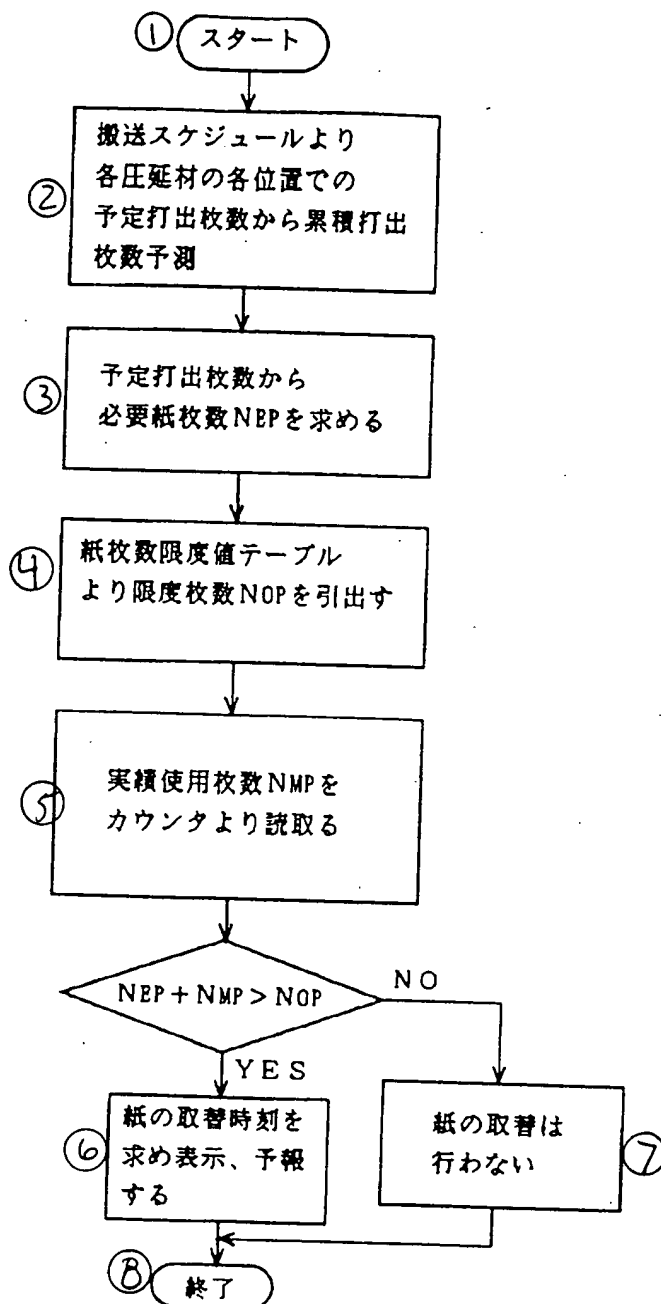 ① スタート
② 搬送スケジュールより
各圧延材の各位置での
予定打出枚数から累積打出
枚数予測
③ 予定打出枚数から
必要紙枚数NEPを求める
④ 紙枚数限度値テーブル
より限度枚数NOPを引出す
⑤ 実績使用枚数NMPを
カウンタより読取る
NEP+NMP>NOP
NO
YES
⑥ 紙の取替時刻を
求め表示、予報
する
紙の取替は
行わない ⑦
⑧ 終了